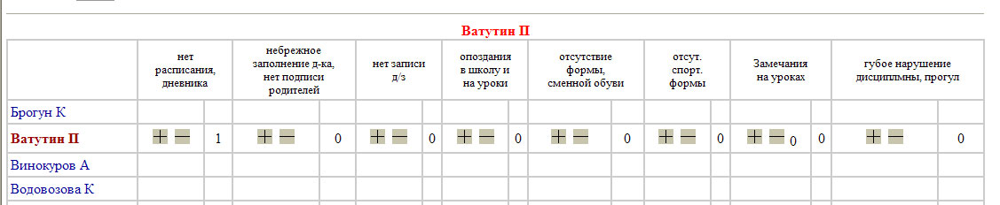 Ватутин П
нет
расписания,
дневника
небрежное
заполнение д-ка,
нет подписи
родителей
нет записи
д/з
опоздания
в школу и
на уроки
отсутствие
формы,
сменной обуви
отсут.
спорт.
формы
Замечания
на уроках
губое нарушение
дисциплмны, прогул
Брогун К
Ватутин П + − 1 + − 0 + − 0 + − 0 + − 0 + − 0 + − 0 0 + − 0
Винокуров А
Водовозова К